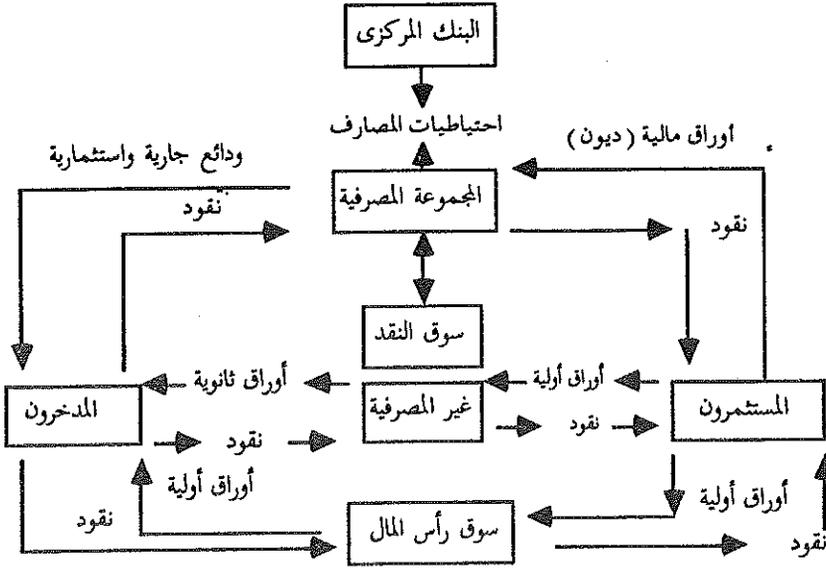 البنك المركزى
احتياطيات المصارف
أوراق مالية (ديون)
ودائع جارية واستثمارية
المجموعة المصرفية
نقود
نقود
سوق النقد
أوراق أولية
أوراق ثانوية
المستثمرون
غير المصرفية
المدخرون
نقود
نقود
أوراق أولية
أوراق أولية
سوق رأس المال
نقود
نقود